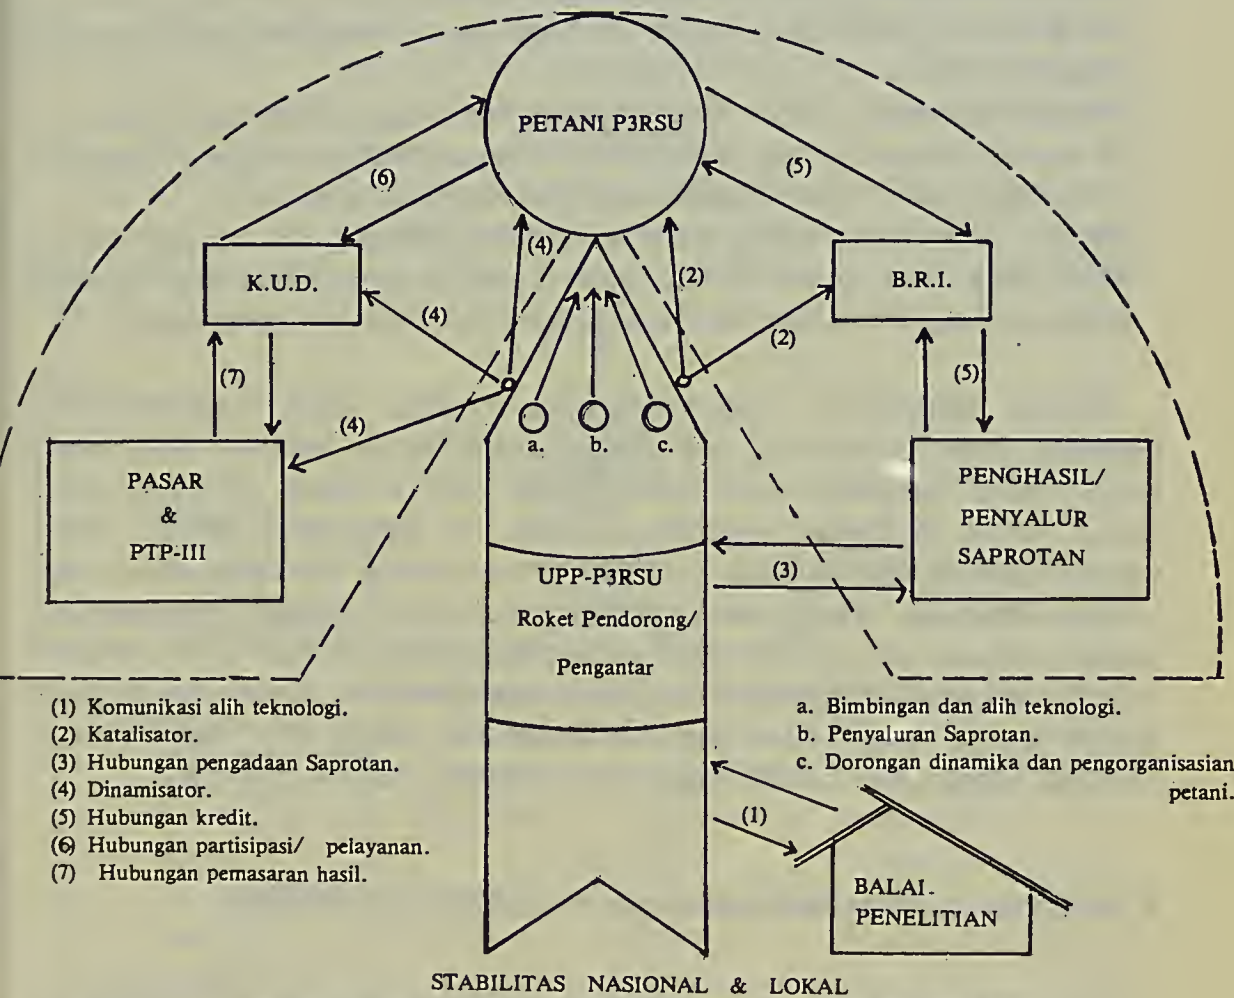 PETANI P3RSU
(6)
(5)
(4)
(2)
K.U.D.
B.R.I.
(4)
(2)
(7)
(5)
(4)
a.
b.
c.
PASAR
&
PTP-III
PENGHASIL/
PENYALUR
SAPROTAN
(3)
UPP-P3RSU
Roket Pendorong/
Pengantar
(1) Komunikasi alih teknologi.
(2) Katalisator.
(3) Hubungan pengadaan Saprotan.
(4) Dinamisator.
(5) Hubungan kredit.
(6) Hubungan partisipasi/ pelayanan.
(7) Hubungan pemasaran hasil.
a. Bimbingan dan alih teknologi.
b. Penyaluran Saprotan.
c. Dorongan dinamika dan pengorganisasian
petani.
(1)
BALAI
PENELITIAN
STABILITAS NASIONAL & LOKAL